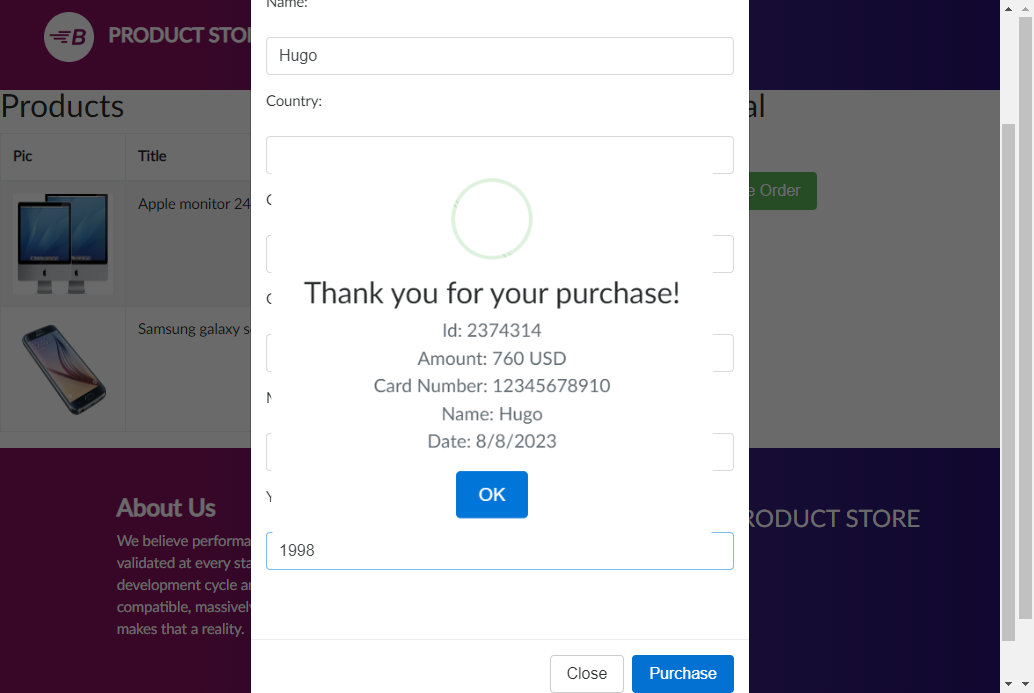 Name:
B PRODUCT STO
Hugo
Country:
Products
al
Pic
Title
Apple monitor 24
e Order
Thank you for your purchase!
Samsung galaxy s
Id: 2374314
Amount: 760 USD
Card Number: 12345678910
Name: Hugo
Date: 8/8/2023
OK
About Us
RODUCT STORE
We believe performa
validated at every sta
1998
development cycle a
compatible, massively
makes that a reality.
Close
Purchase